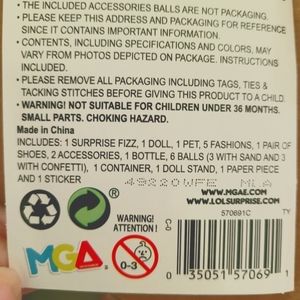 • THE INCLUDED ACCESSORIES BALLS ARE NOT PACKAGING.
• PLEASE KEEP THIS ADDRESS AND PACKAGING FOR REFERENCE
SINCE IT CONTAINS IMPORTANT INFORMATION.
• CONTENTS, INCLUDING SPECIFICATIONS AND COLORS, MAY
VARY FROM PHOTOS DEPICTED ON PACKAGE. INSTRUCTIONS
INCLUDED.
• PLEASE REMOVE ALL PACKAGING INCLUDING TAGS, TIES &
TACKING STITCHES BEFORE GIVING THIS PRODUCT TO A CHILD.
• WARNING! NOT SUITABLE FOR CHILDREN UNDER 36 MONTHS.
SMALL PARTS. CHOKING HAZARD.
Made in China
INCLUDES: 1 SURPRISE FIZZ, 1 DOLL, 1 PET, 5 FASHIONS, 1 PAIR OF
SHOES, 2 ACCESSORIES, 1 BOTTLE, 6 BALLS (3 WITH SAND AND 3
WITH CONFETTI), 1 CONTAINER, 1 DOLL STAND, 1 PAPER PIECE
AND 1 STICKER
WWW.MGAE.COM
WWW.LOLSURPRISE.COM
WARNING!
ATTENTION!
570691C
TY
C-0
MGA
0-3
0 35051 57069 1